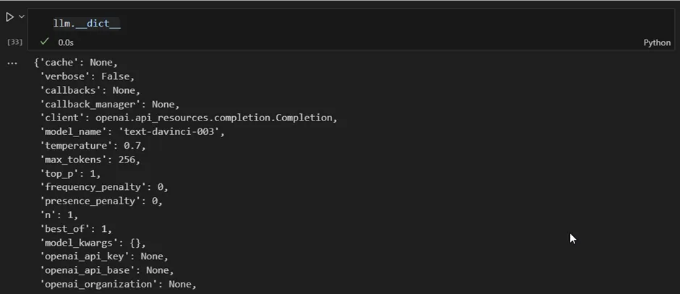 llm.__dict__
[33]
0.0s
Python
... {'cache': None,
'verbose': False,
'callbacks': None,
'callback_manager': None,
'client': openai.api_resources.completion.Completion,
'model_name': 'text-davinci-003',
'temperature': 0.7,
'max_tokens': 256,
'top_p': 1,
'frequency_penalty': 0,
'presence_penalty': 0,
'n': 1,
'best_of': 1,
'model_kwargs': {},
'openai_api_key': None,
'openai_api_base': None,
'openai_organization': None,